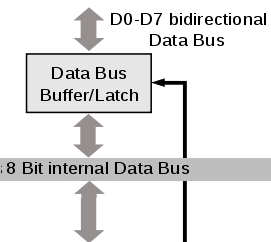 D0-D7 bidirectional
Data Bus
Data Bus
Buffer/Latch
8 Bit internal Data Bus